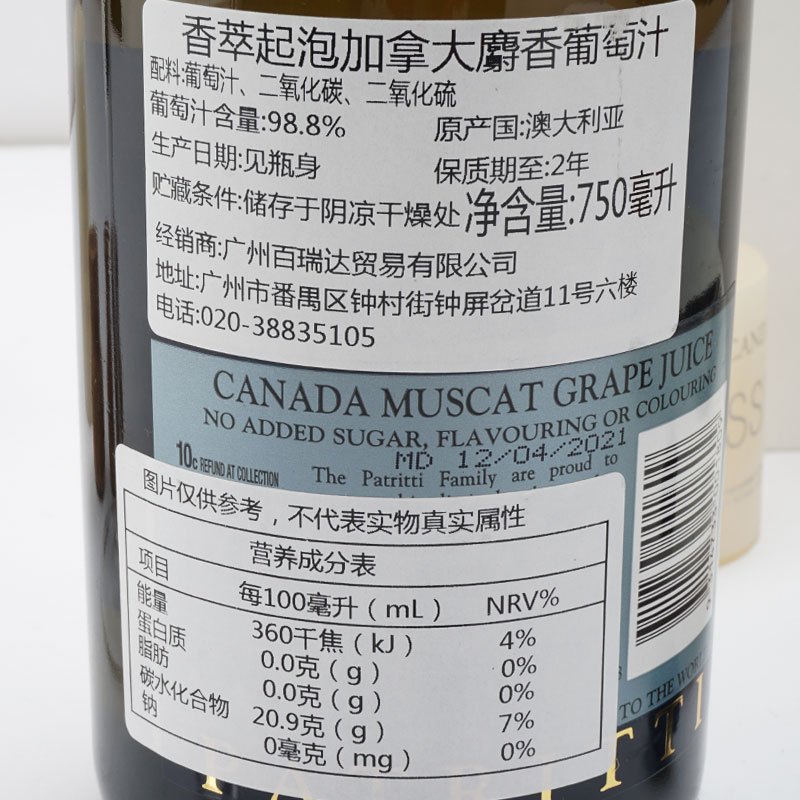 香萃起泡加拿大麝香葡萄汁
配料:葡萄汁、二氧化碳、二氧化硫
葡萄汁含量:98.8% 原产国:澳大利亚
生产日期:见瓶身 保质期至:2年
贮藏条件:储存于阴凉干燥处 净含量:750毫升
经销商:广州百瑞达贸易有限公司
地址:广州市番禺区钟村街钟屏岔道11号六楼
电话:020-38835105
CANADA MUSCAT GRAPE JUICE
NO ADDED SUGAR, FLAVOURING OR COLOURING
MD 12/04/2021
10c REFUND AT COLLECTION
The Patritti Family are proud to
图片仅供参考，不代表实物真实属性
营养成分表
项目 每100毫升（mL） NRV%
能量 360千焦（kJ） 4%
蛋白质 0.0克（g） 0%
脂肪 0.0克（g） 0%
碳水化合物 20.9克（g） 7%
钠 0毫克（mg） 0%
TO THE WORL
PATRITTI